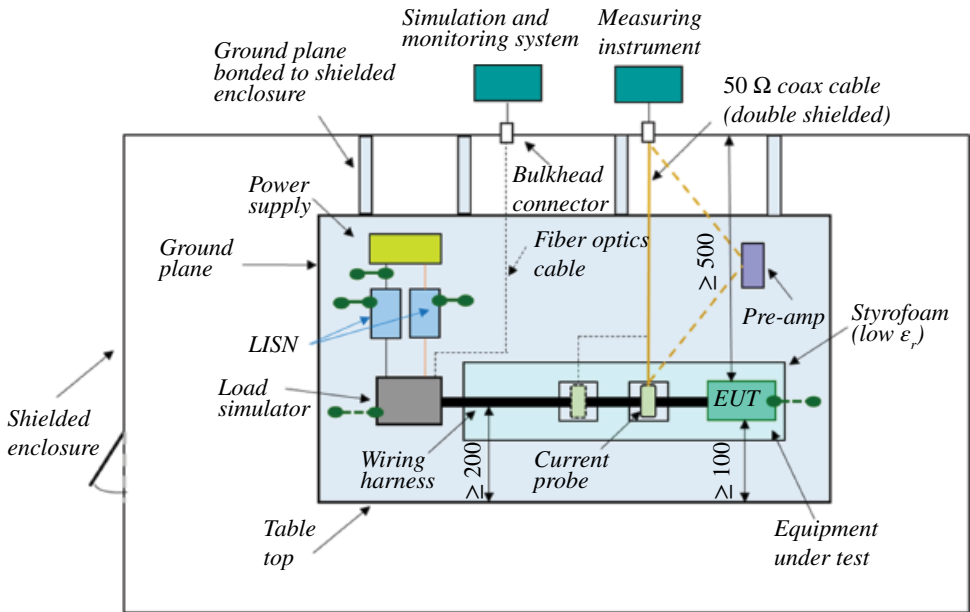 Simulation and
monitoring system
Measuring
instrument
Ground plane
bonded to shielded
enclosure
50 Ω coax cable
(double shielded)
Bulkhead
connector
Power
supply
Ground
plane
Fiber optics
cable
≥ 500
Pre-amp
Styrofoam
(low εr)
LISN
Load
simulator
EUT
Shielded
enclosure
Wiring
harness
≥ 200
Current
probe
≥ 100
Table
top
Equipment
under test